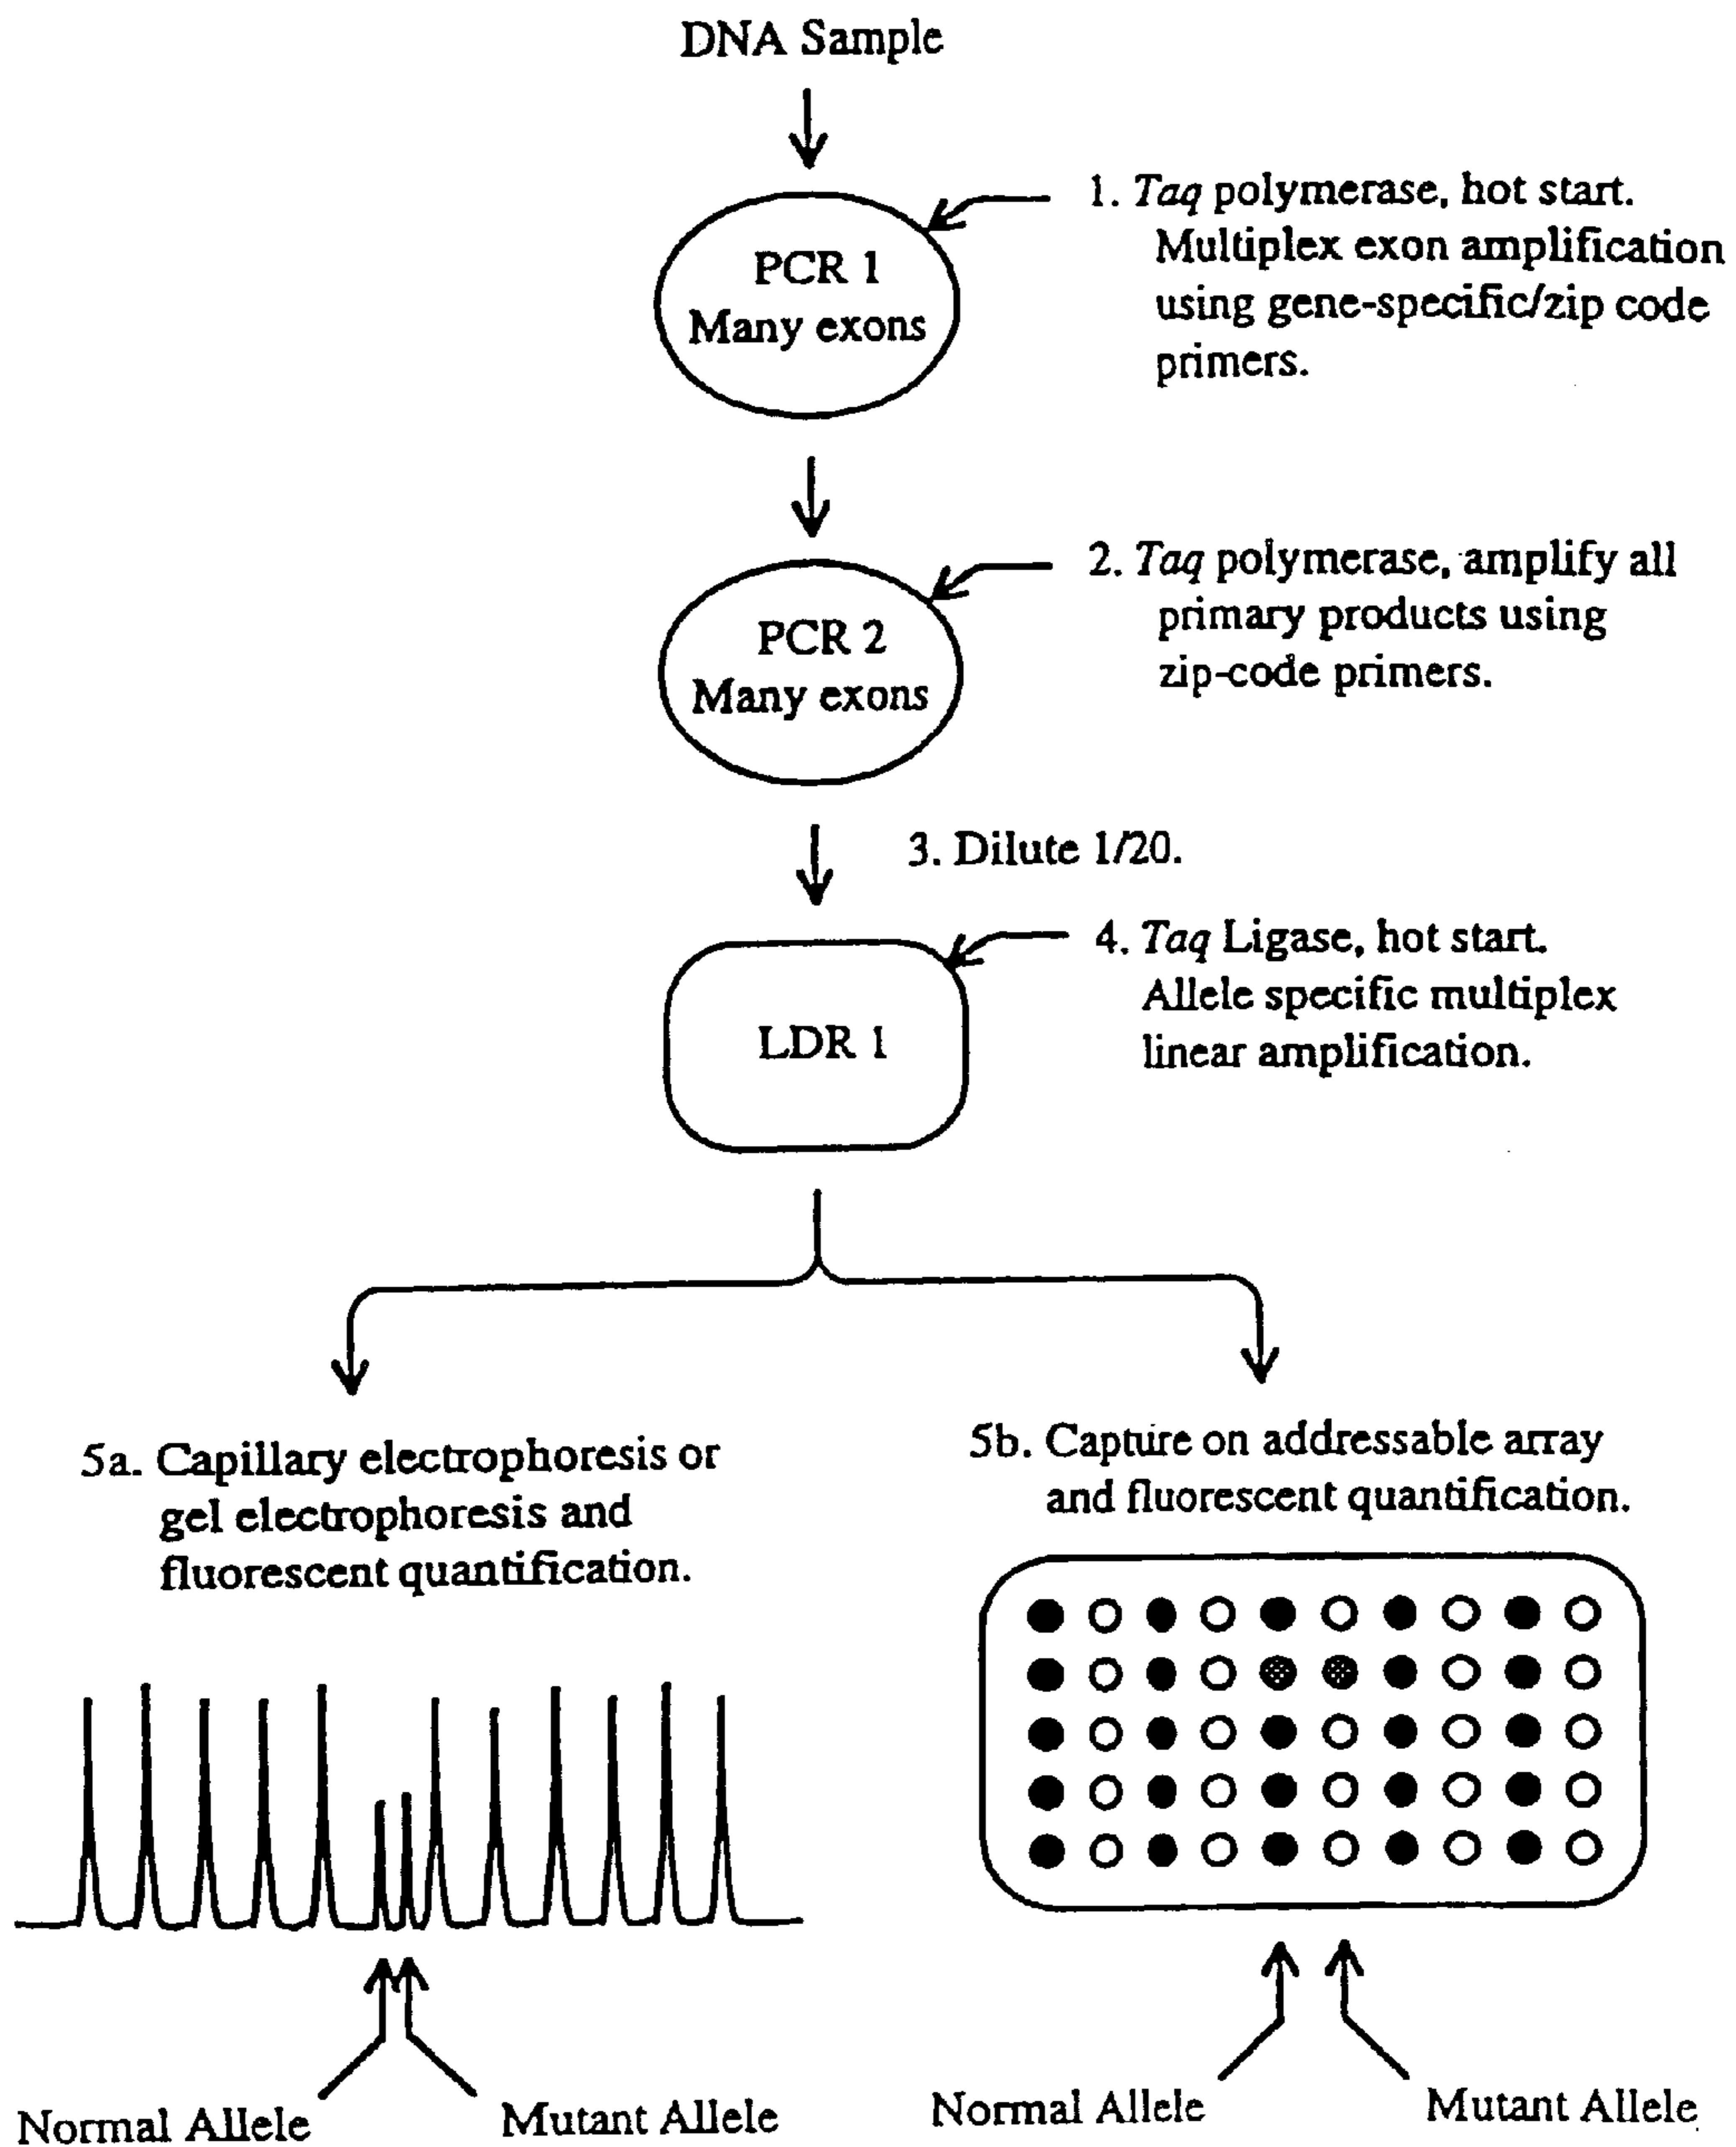 DNA Sample
PCR 1
Many exons
1. Taq polymerase, hot start.
Multiplex exon amplification
using gene-specific/zip code
primers.
PCR 2
Many exons
2. Taq polymerase, amplify all
primary products using
zip-code primers.
3. Dilute 1/20.
LDR 1
4. Taq Ligase, hot start.
Allele specific multiplex
linear amplification.
5a. Capillary electrophoresis or
gel electrophoresis and
fluorescent quantification.
5b. Capture on addressable array
and fluorescent quantification.
Normal Allele
Mutant Allele
Normal Allele
Mutant Allele